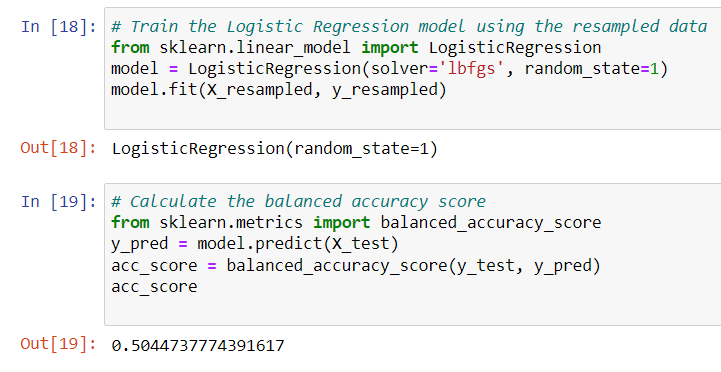 In [18]: # Train the Logistic Regression model using the resampled data
from sklearn.linear_model import LogisticRegression
model = LogisticRegression(solver='lbfgs', random_state=1)
model.fit(X_resampled, y_resampled)
Out[18]: LogisticRegression(random_state=1)
In [19]: # Calculate the balanced accuracy score
from sklearn.metrics import balanced_accuracy_score
y_pred = model.predict(X_test)
acc_score = balanced_accuracy_score(y_test, y_pred)
acc_score
Out[19]: 0.5044737774391617